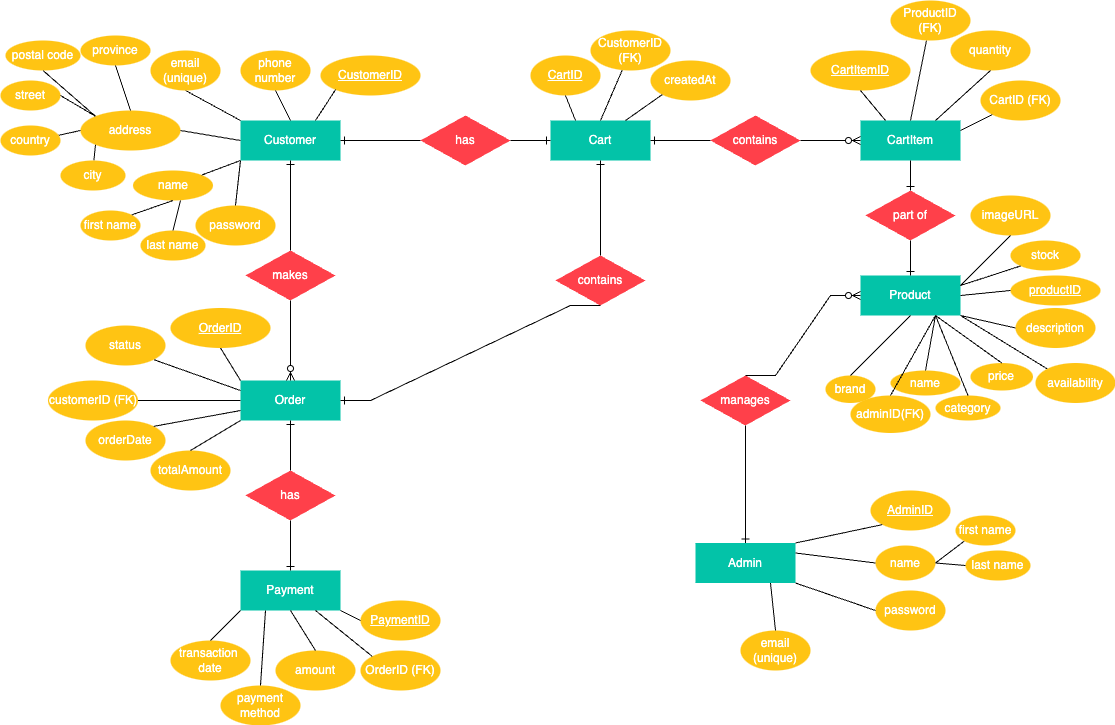 ProductID
(FK)
CustomerID
(FK)
postal code
province
email
(unique)
phone
number
CustomerID
CartID
createdAt
CartItemID
quantity
street
CartID (FK)
country
address
Customer
has
Cart
contains
CartItem
city
name
first name
last name
password
part of
imageURL
stock
makes
contains
Product
productID
OrderID
status
description
customerID (FK)
Order
manages
brand
name
price
availability
adminID(FK)
category
orderDate
totalAmount
has
AdminID
first name
Admin
name
last name
Payment
PaymentID
password
transaction
date
amount
OrderID (FK)
email
(unique)
payment
method